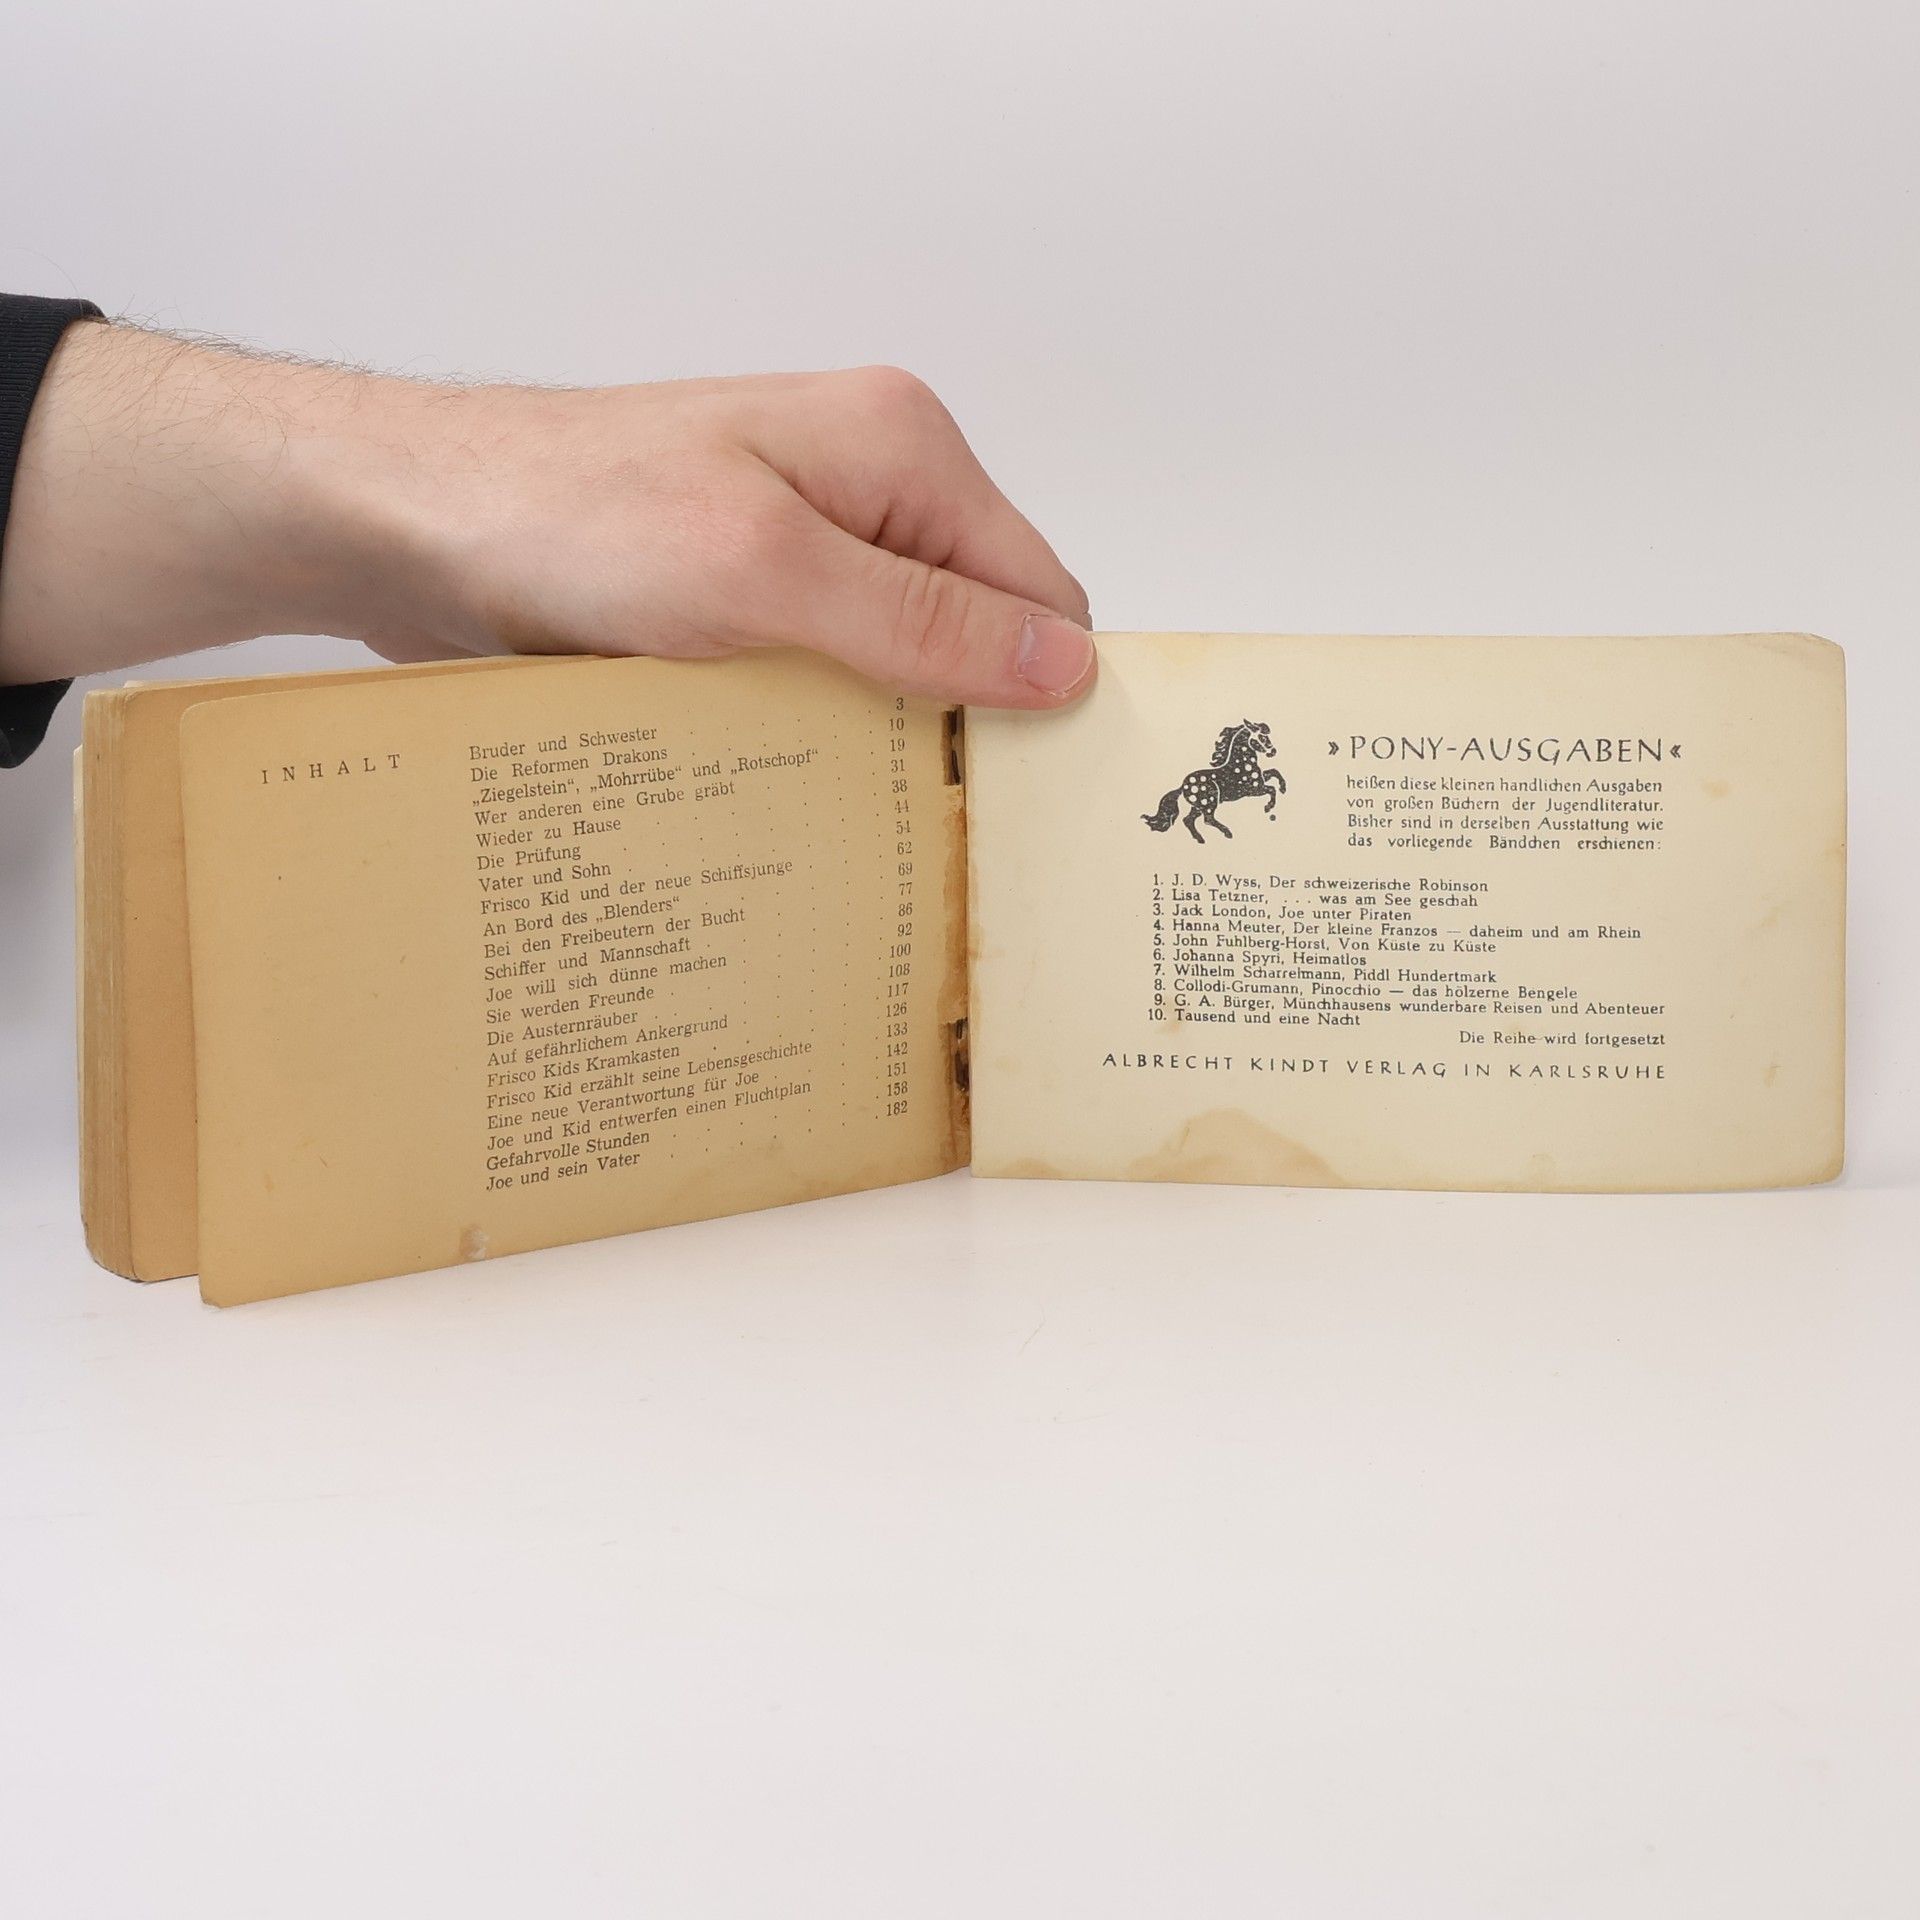 INHALT
Bruder und Schwester . . . . 3
Die Reformen Drakons . . . . . 10
„Ziegelstein“, „Mohrrübe“ und „Rotschopf“ . . 19
Wer anderen eine Grube gräbt . . . 31
Wieder zu Hause . . . . . 38
Die Prüfung . . . . . 44
Vater und Sohn . . . . . 54
Frisco Kid und der neue Schiffsjunge . . . 62
An Bord des „Blenders“ . . . . 69
Bei den Freibeutern der Bucht . . . 77
Schiffer und Mannschaft . . . . 86
Joe will sich dünne machen . . . 92
Sie werden Freunde . . . . 100
Die Austernräuber . . . . . 108
Auf gefährlichem Ankergrund . . . 117
Frisco Kids Kramkasten . . . . 126
Frisco Kid erzählt seine Lebensgeschichte . . 133
Eine neue Verantwortung für Joe . . . 142
Joe und Kid entwerfen einen Fluchtplan . . 151
Gefahrvolle Stunden . . . . 158
Joe und sein Vater . . . . 182
»PONY-AUSGABEN«
heißen diese kleinen handlichen Ausgaben
von großen Büchern der Jugendliteratur.
Bisher sind in derselben Ausstattung wie
das vorliegende Bändchen erschienen:
1. J. D. Wyss, Der schweizerische Robinson
2. Lisa Tetzner, . . . was am See geschah
3. Jack London, Joe unter Piraten
4. Hanna Meuter, Der kleine Franzos — daheim und am Rhein
5. John Fuhlberg-Horst, Von Küste zu Küste
6. Johanna Spyri, Heimatlos
7. Wilhelm Scharrelmann, Piddl Hundertmark
8. Collodi-Grumann, Pinocchio — das hölzerne Bengele
9. G. A. Bürger, Münchhausens wunderbare Reisen und Abenteuer
10. Tausend und eine Nacht
Die Reihe wird fortgesetzt
ALBRECHT KINDT VERLAG IN KARLSRUHE